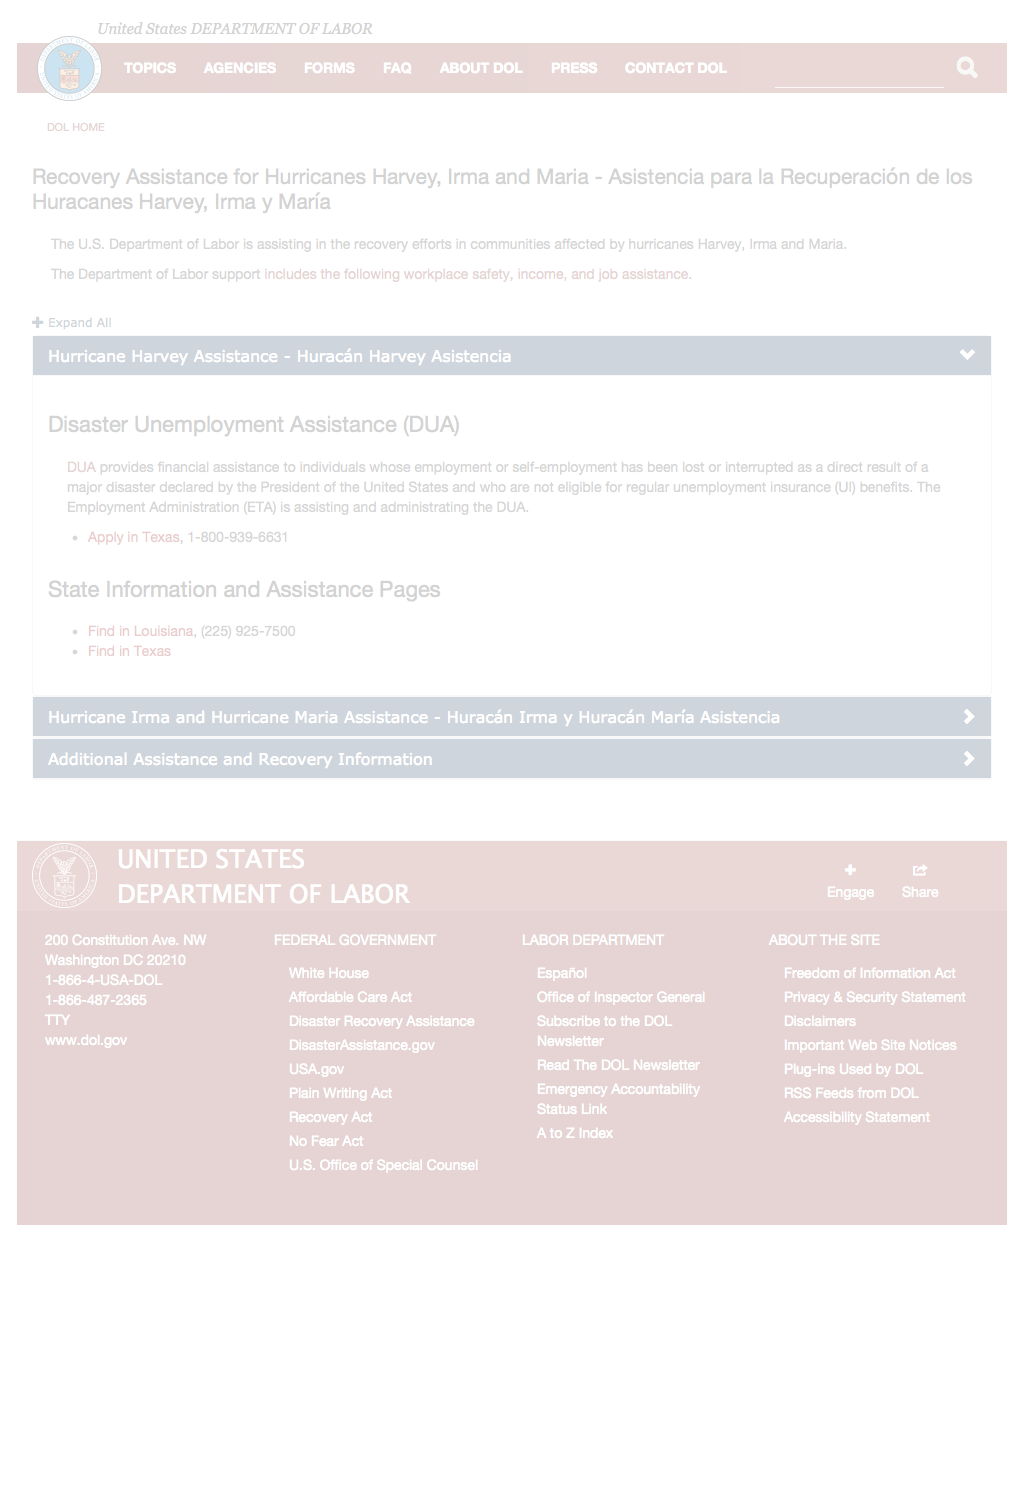 United States DEPARTMENT OF LABOR
TOPICS AGENCIES FORMS FAQ ABOUT DOL PRESS CONTACT DOL
DOL HOME
Recovery Assistance for Hurricanes Harvey, Irma and Maria - Asistencia para la Recuperación de los
Huracanes Harvey, Irma y María
The U.S. Department of Labor is assisting in the recovery efforts in communities affected by hurricanes Harvey, Irma and Maria.
The Department of Labor support includes the following workplace safety, income, and job assistance.
Expand All
Hurricane Harvey Assistance - Huracán Harvey Asistencia
Disaster Unemployment Assistance (DUA)
DUA provides financial assistance to individuals whose employment or self-employment has been lost or interrupted as a direct result of a
major disaster declared by the President of the United States and who are not eligible for regular unemployment insurance (UI) benefits. The
Employment Administration (ETA) is assisting and administrating the DUA.
• Apply in Texas, 1-800-939-6631
State Information and Assistance Pages
• Find in Louisiana, (225) 925-7500
• Find in Texas
Hurricane Irma and Hurricane Maria Assistance - Huracán Irma y Huracán María Asistencia
Additional Assistance and Recovery Information
UNITED STATES
DEPARTMENT OF LABOR
Engage Share
200 Constitution Ave. NW
Washington DC 20210
1-866-4-USA-DOL
1-866-487-2365
TTY
www.dol.gov
FEDERAL GOVERNMENT
White House
Affordable Care Act
Disaster Recovery Assistance
DisasterAssistance.gov
USA.gov
Plain Writing Act
Recovery Act
No Fear Act
U.S. Office of Special Counsel
LABOR DEPARTMENT
Español
Office of Inspector General
Subscribe to the DOL
Newsletter
Read The DOL Newsletter
Emergency Accountability
Status Link
A to Z Index
ABOUT THE SITE
Freedom of Information Act
Privacy & Security Statement
Disclaimers
Important Web Site Notices
Plug-ins Used by DOL
RSS Feeds from DOL
Accessibility Statement